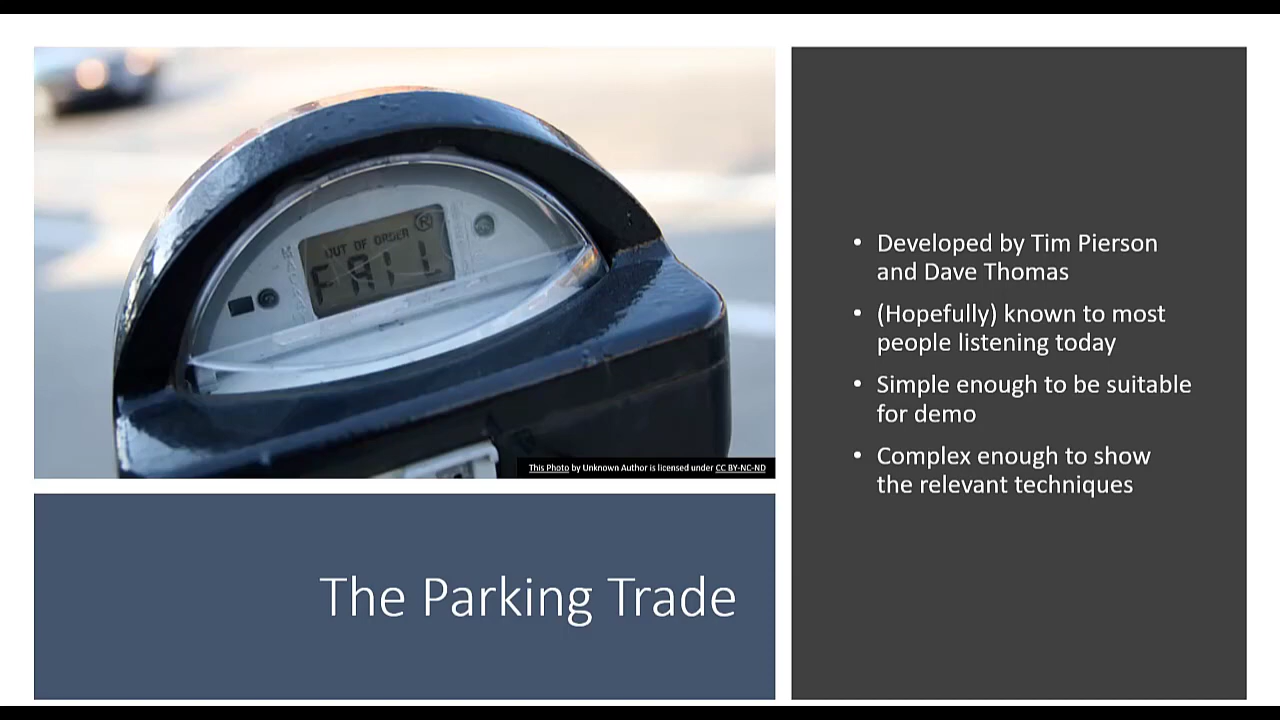 OUT OF ORDER ®
FAIL
This Photo by Unknown Author is licensed under CC BY-NC-ND
The Parking Trade
• Developed by Tim Pierson
and Dave Thomas
• (Hopefully) known to most
people listening today
• Simple enough to be suitable
for demo
• Complex enough to show
the relevant techniques